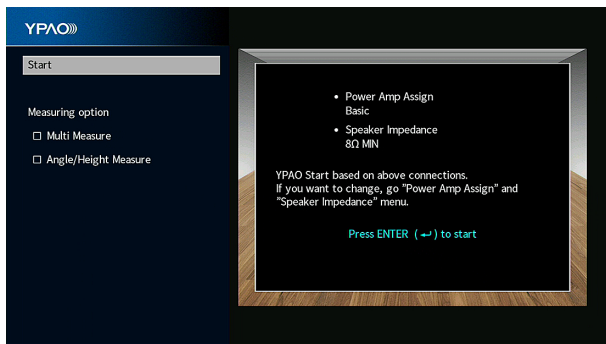 YPAO
Start
Measuring option
Multi Measure
Angle/Height Measure
• Power Amp Assign
Basic
• Speaker Impedance
8Ω MIN
YPAO Start based on above connections.
If you want to change, go "Power Amp Assign" and
"Speaker Impedance" menu.
Press ENTER ( ↵ ) to start